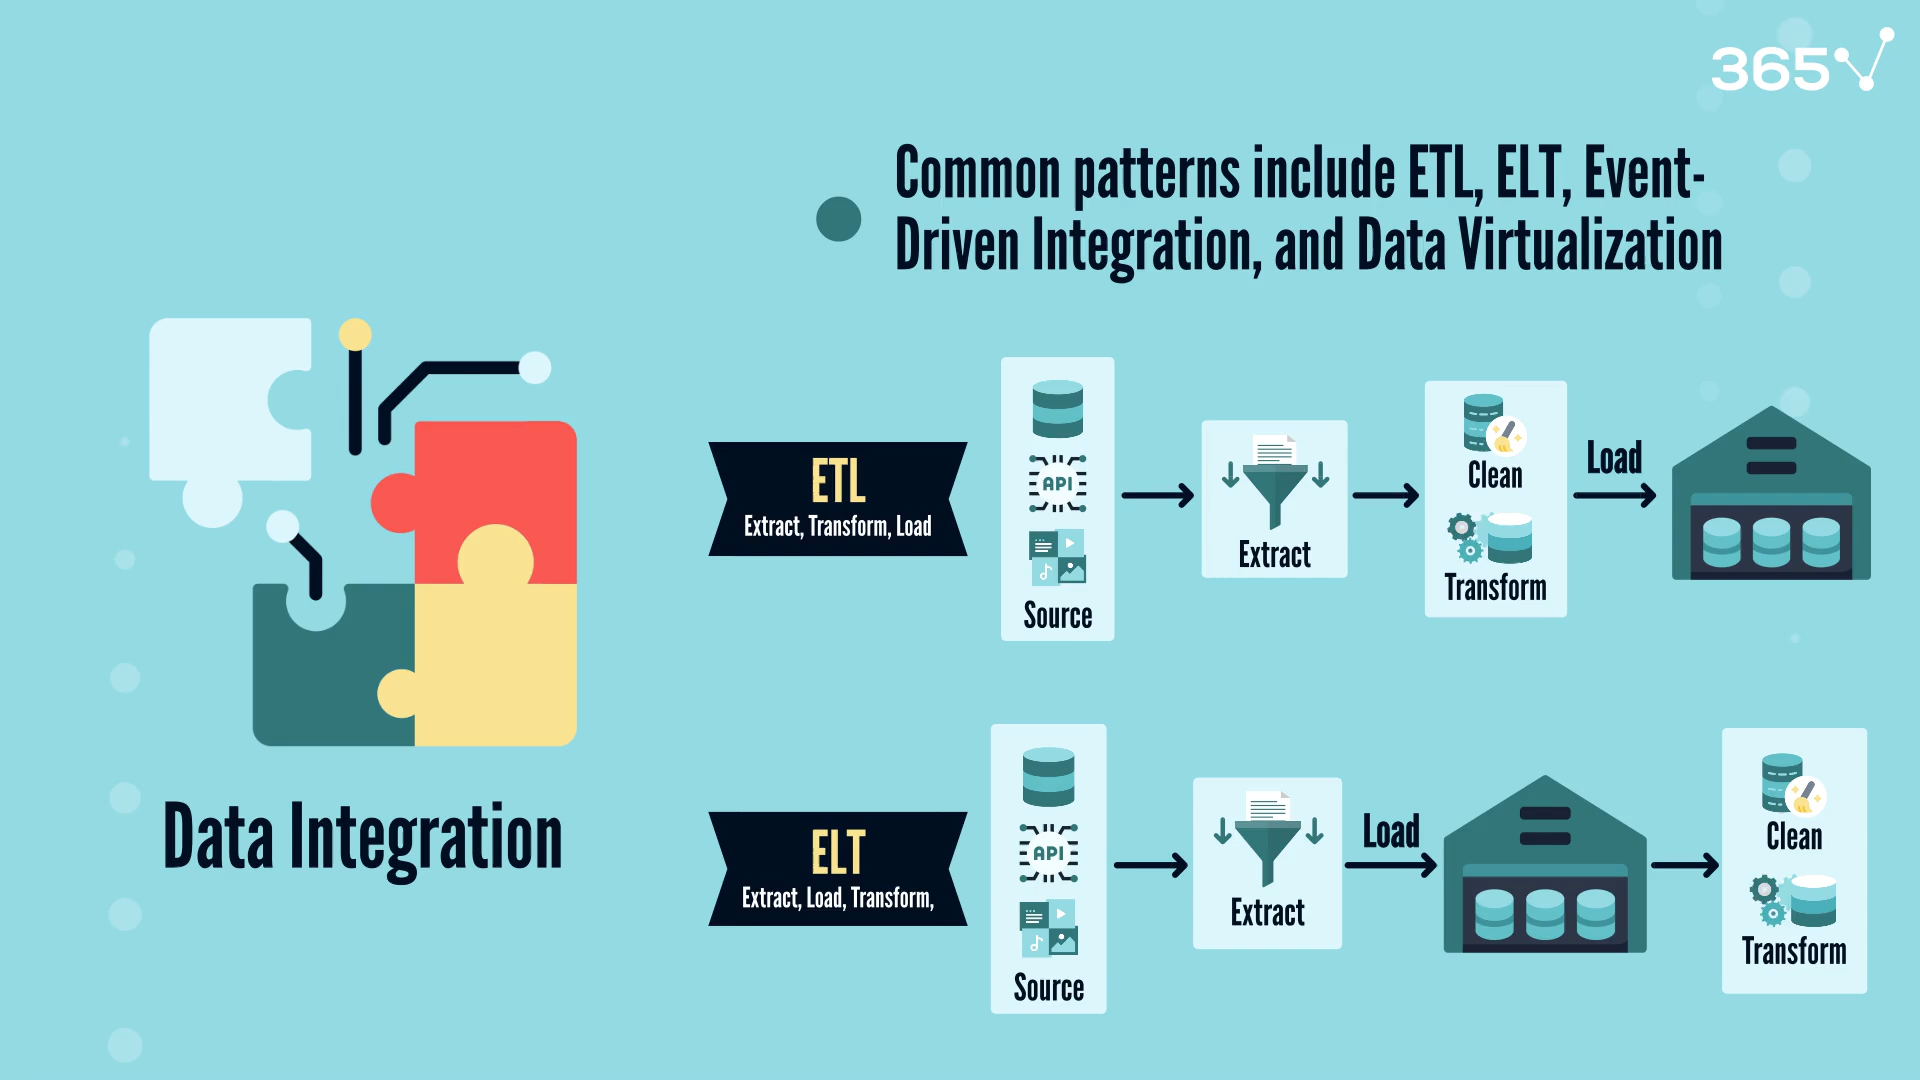 365
Common patterns include ETL, ELT, Event-
Driven Integration, and Data Virtualization
Data Integration
ETL
Extract, Transform, Load
API
Source
Extract
Clean
Transform
Load
ELT
Extract, Load, Transform,
API
Source
Extract
Load
Clean
Transform